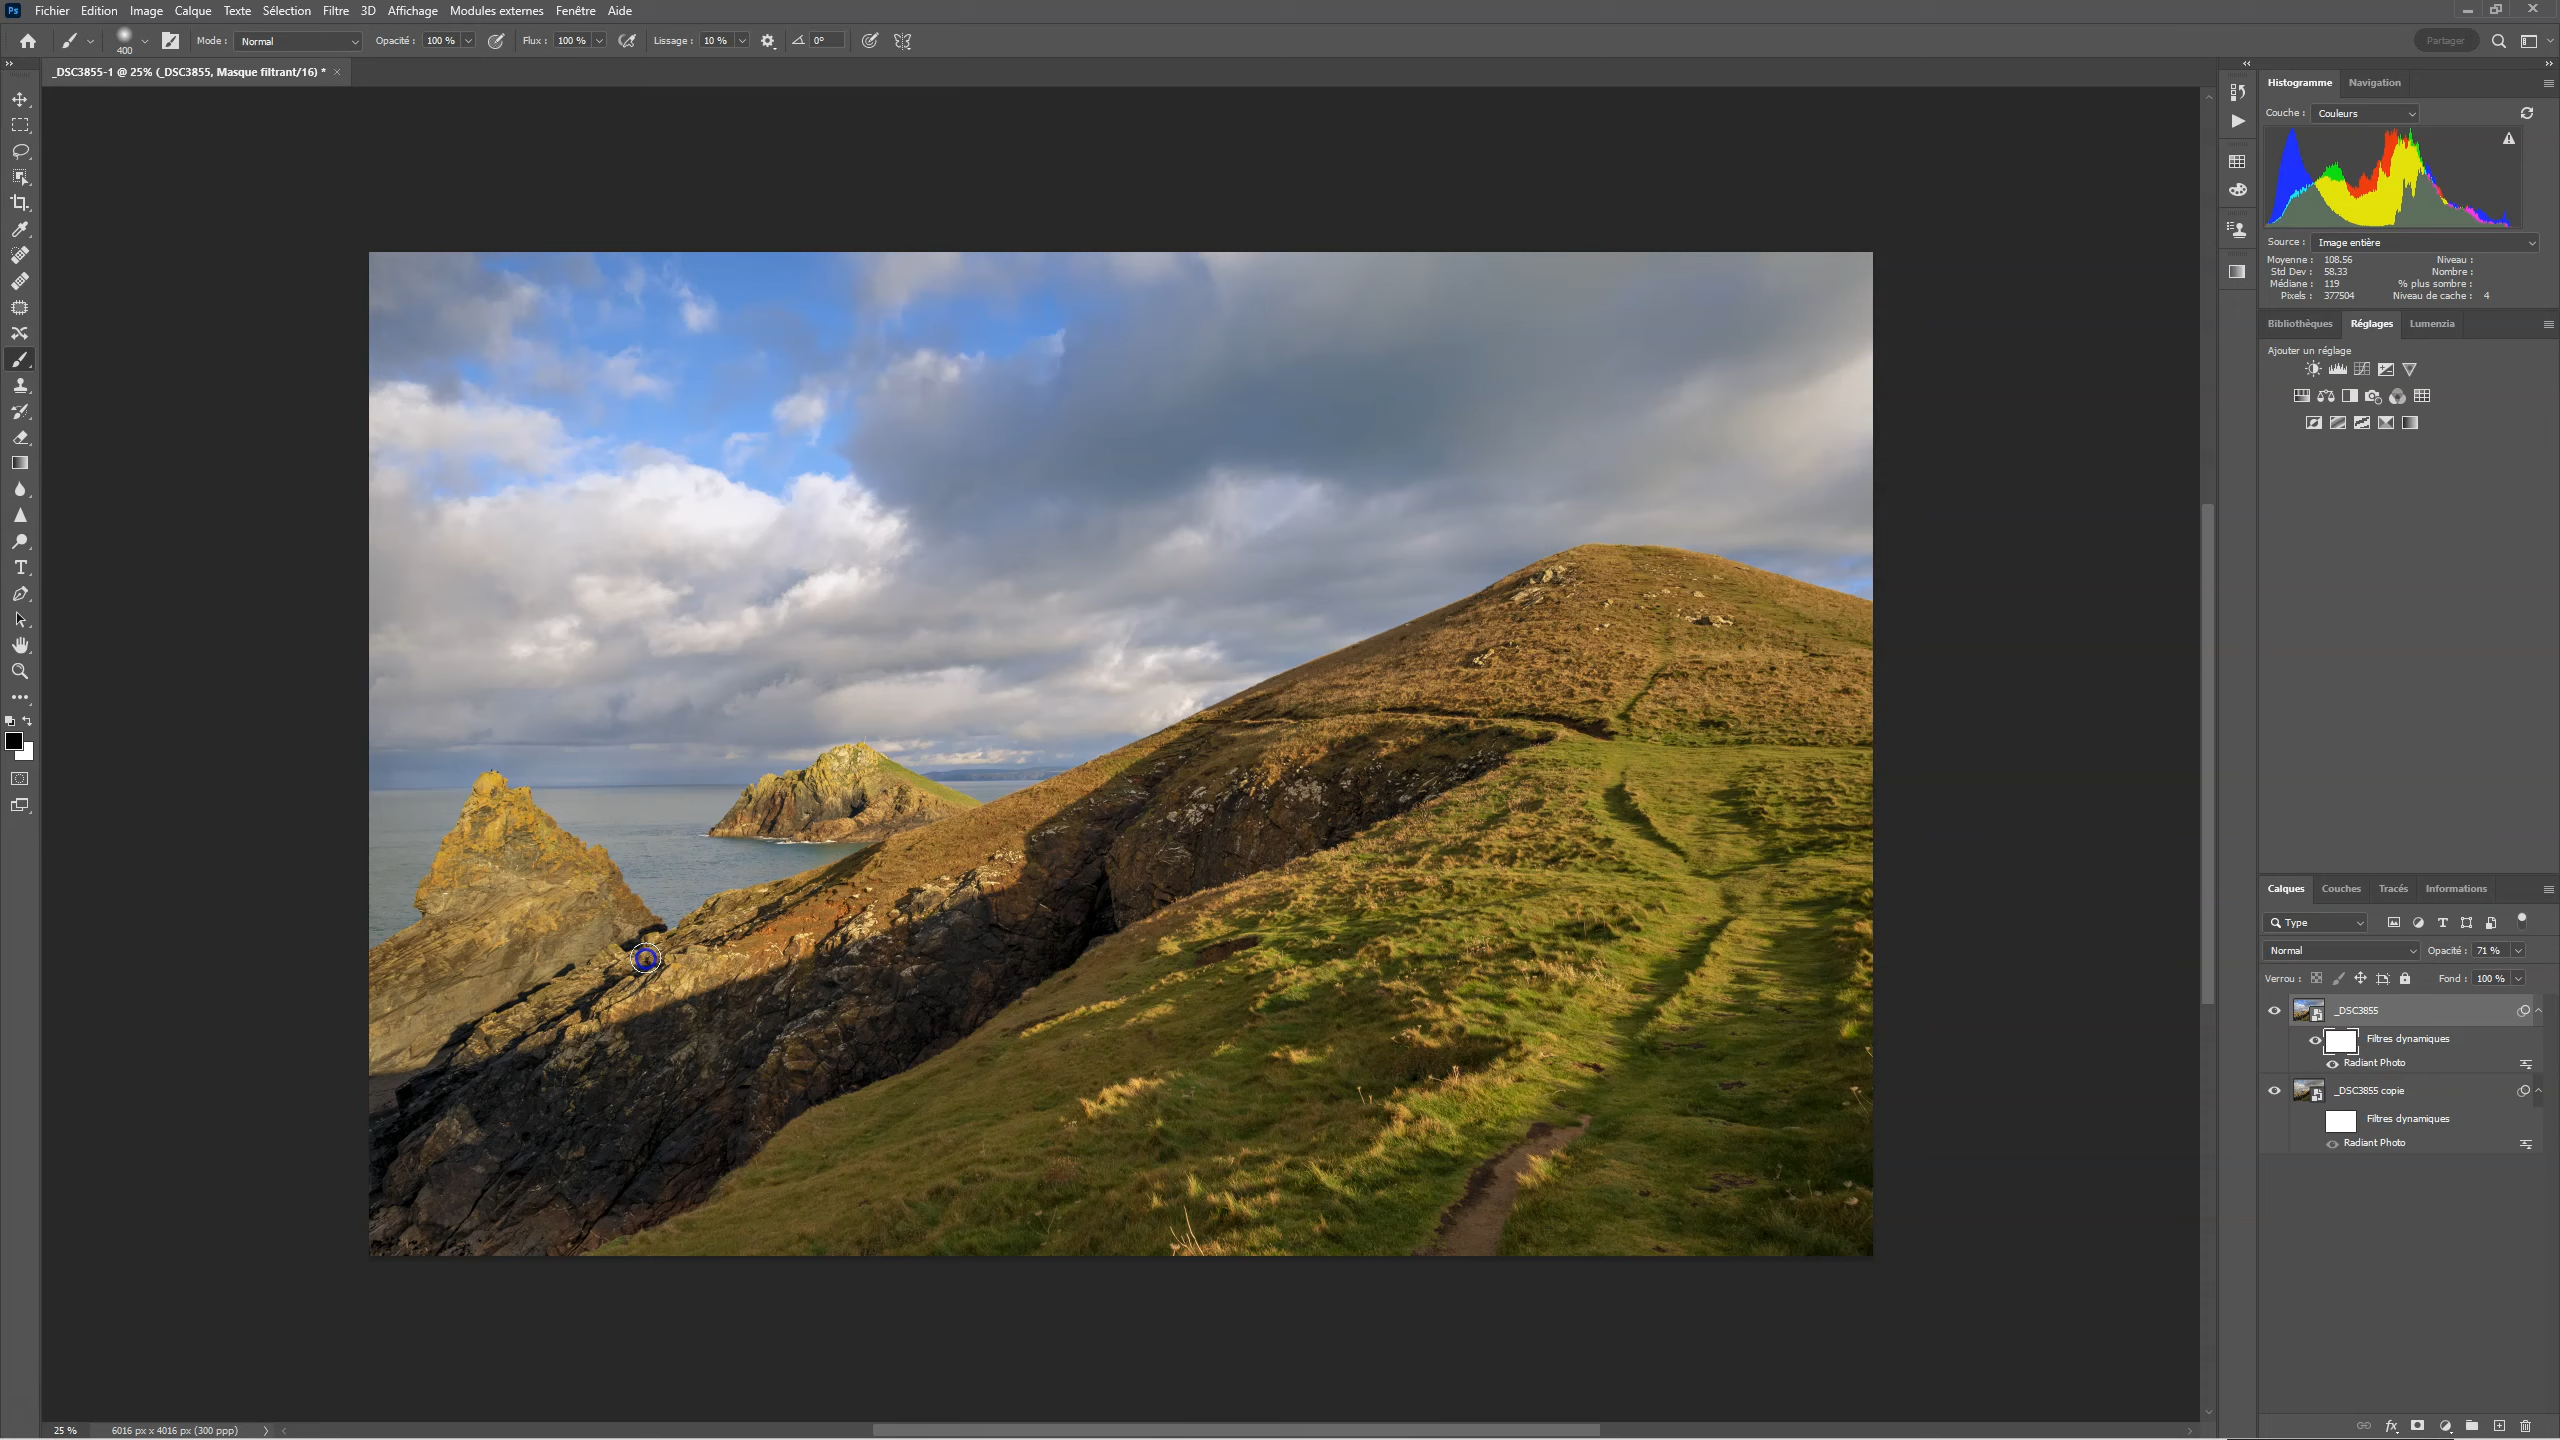 Ps Fichier Edition Image Calque Texte Sélection Filtre 3D Affichage Modules externes Fenêtre Aide
400 Mode : Normal Opacité : 100 % Flux : 100 % Lissage : 10 % 0° Partager
_DSC3855-1 @ 25% (_DSC3855, Masque filtrant/16) *
Histogramme Navigation
Couche : Couleurs
Source : Image entière
Moyenne : 108.56 Niveau :
Std Dev : 58.33 Nombre :
Médiane : 119 % plus sombre :
Pixels : 377504 Niveau de cache : 4
Bibliothèques Réglages Lumenzia
Ajouter un réglage
Calques Couches Tracés Informations
Type
Normal Opacité : 71 %
Verrou : Fond : 100 %
_DSC3855
Filtres dynamiques
Radiant Photo
_DSC3855 copie
Filtres dynamiques
Radiant Photo
25 % 6016 px x 4016 px (300 ppp)